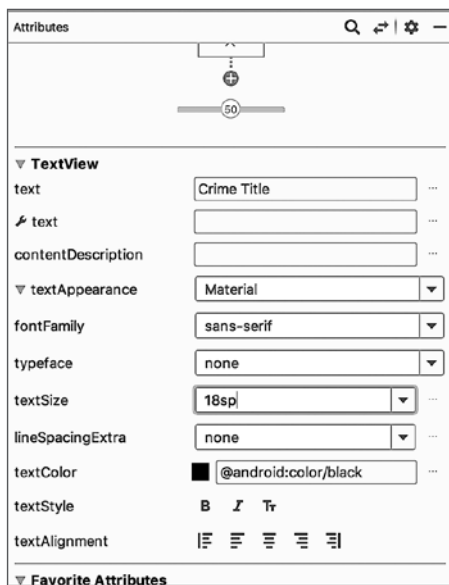 Attributes
50
TextView
text Crime Title
text
contentDescription
textAppearance Material
fontFamily sans-serif
typeface none
textSize 18sp
lineSpacingExtra none
textColor @android:color/black
textStyle B I Tт
textAlignment
Favorite Attributes